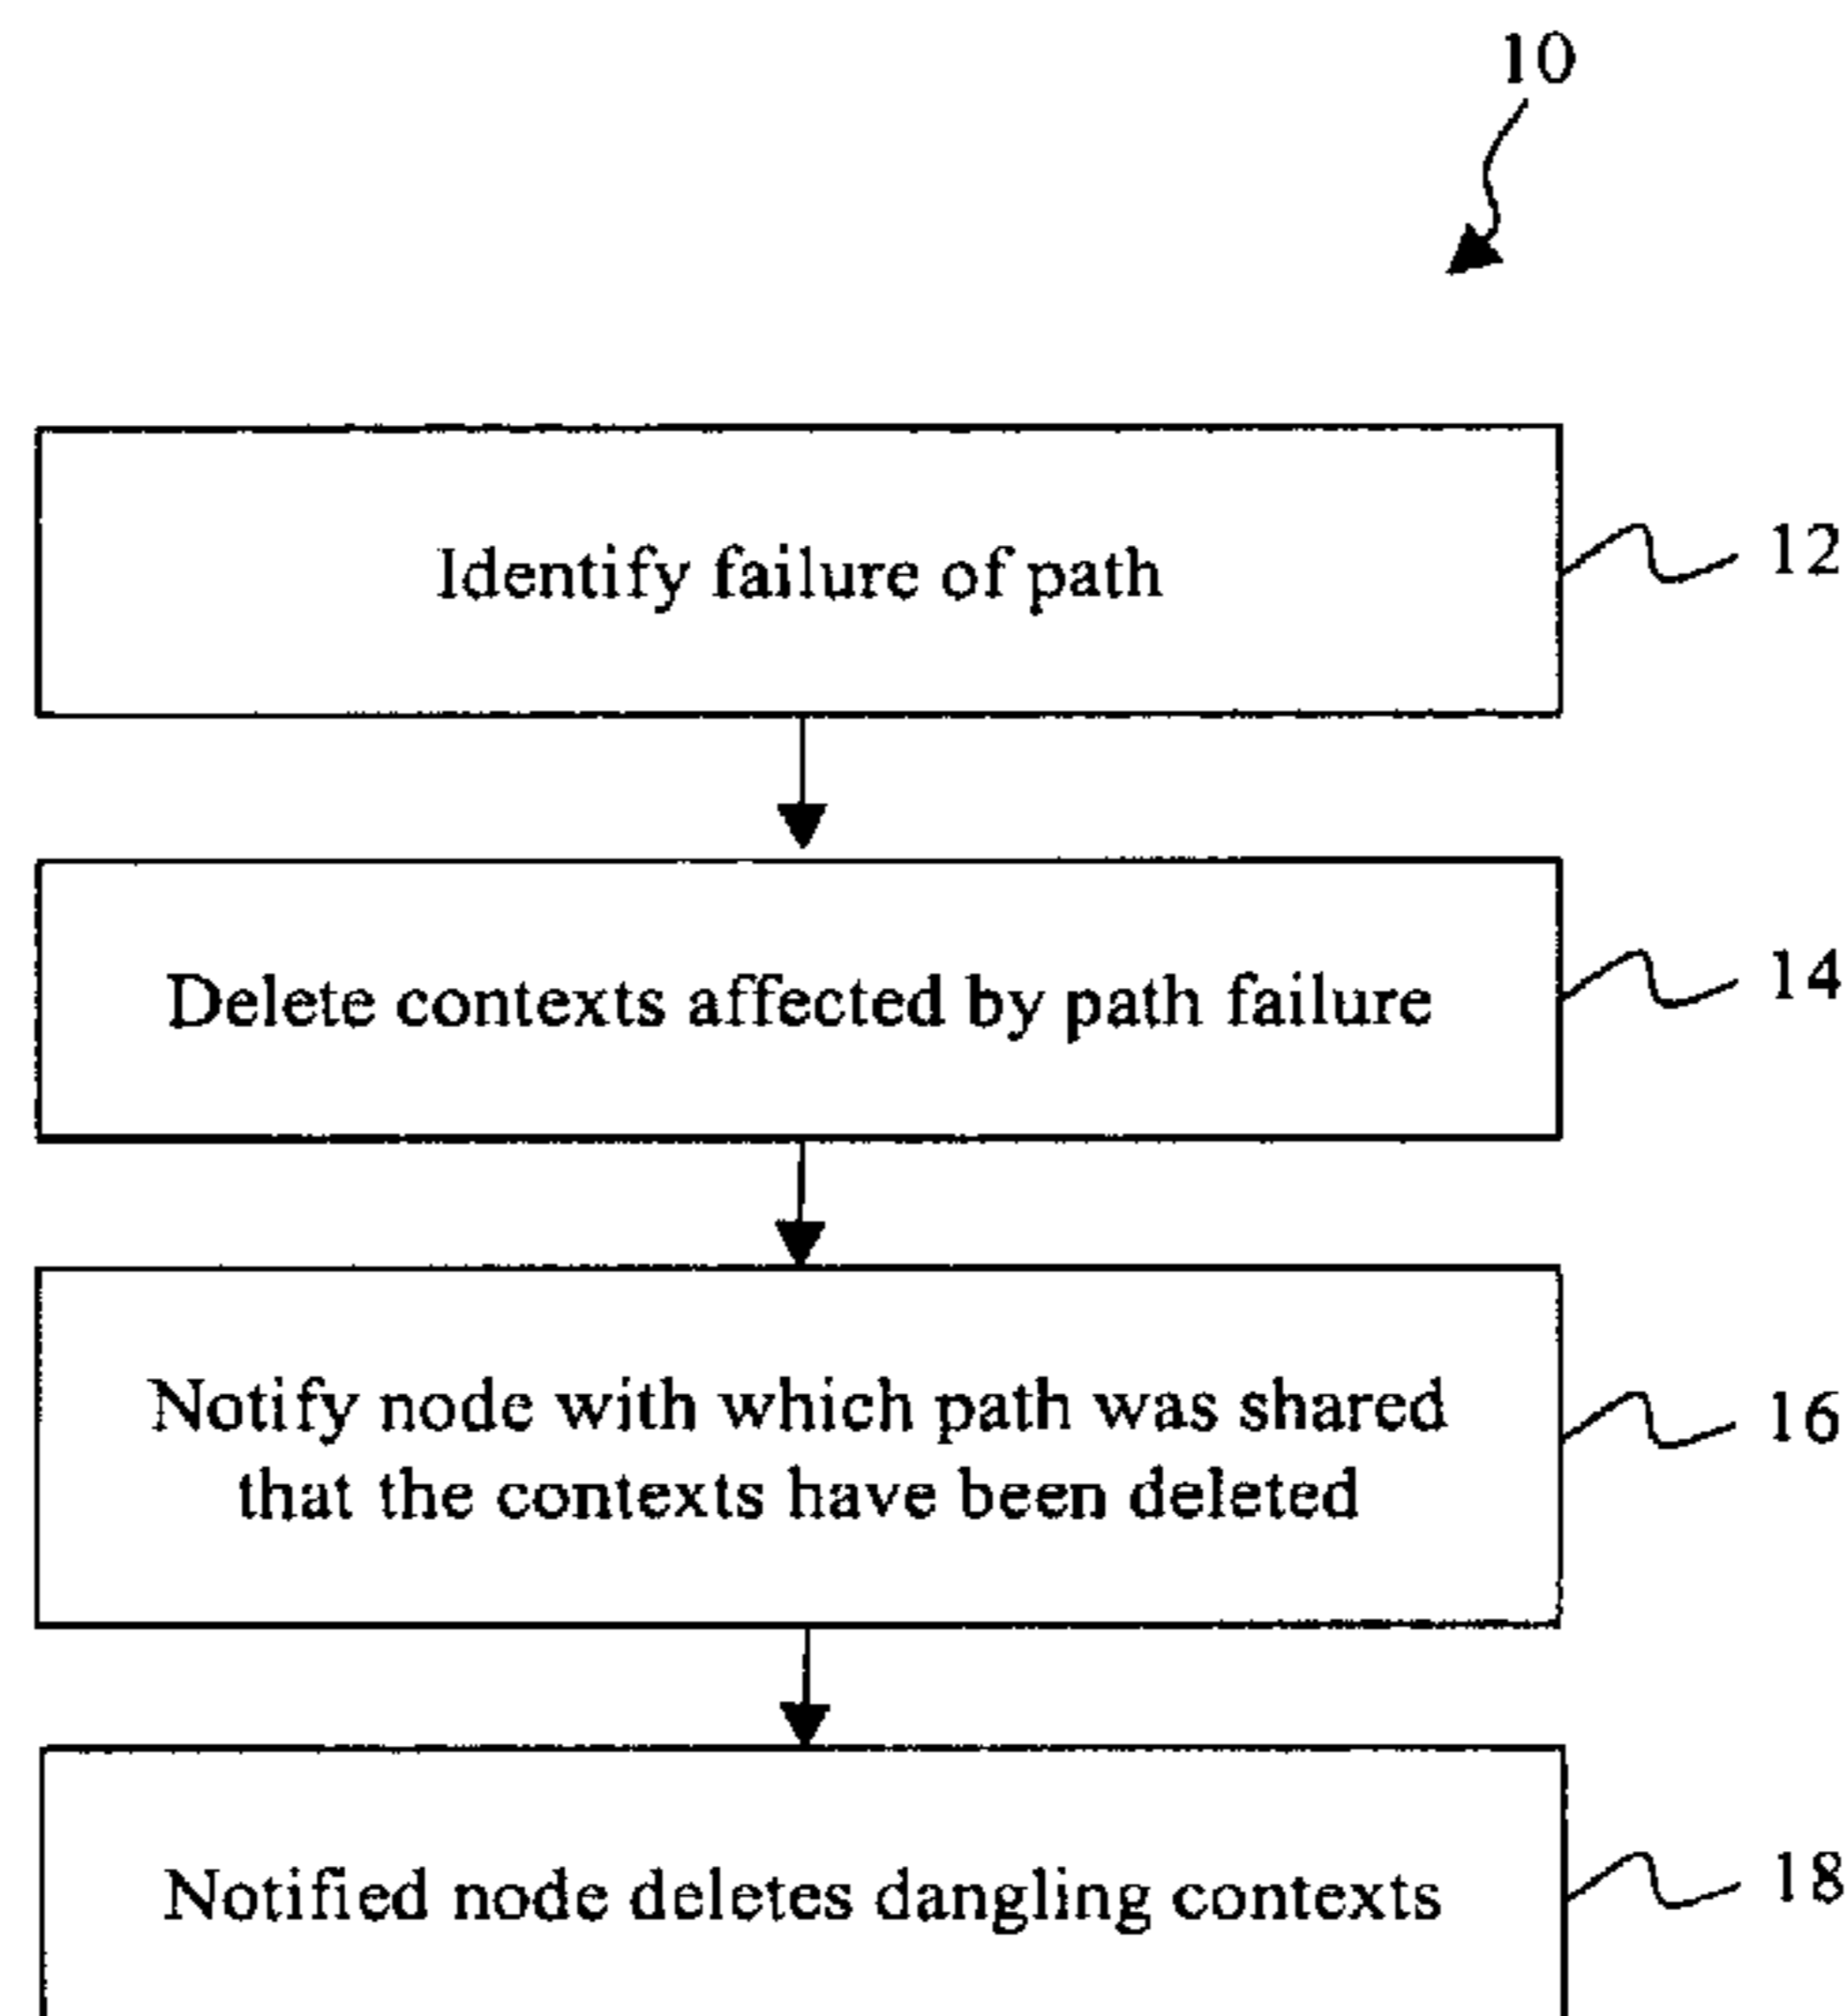 10
Identify failure of path
12
Delete contexts affected by path failure
14
Notify node with which path was shared
that the contexts have been deleted
16
Notified node deletes dangling contexts
18